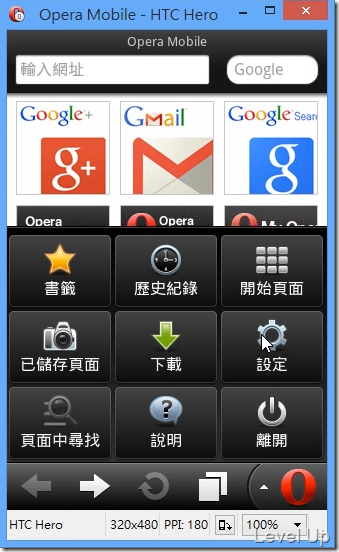 Opera Mobile - HTC Hero
Opera Mobile
輸入網址
Google
Google+
Gmail
Google Sear
g+
g
Opera
Opera
My Ope
書籤
歷史紀錄
開始頁面
已儲存頁面
下載
設定
頁面中尋找
說明
離開
HTC Hero
320x480
PPI: 180
100%
Level Up